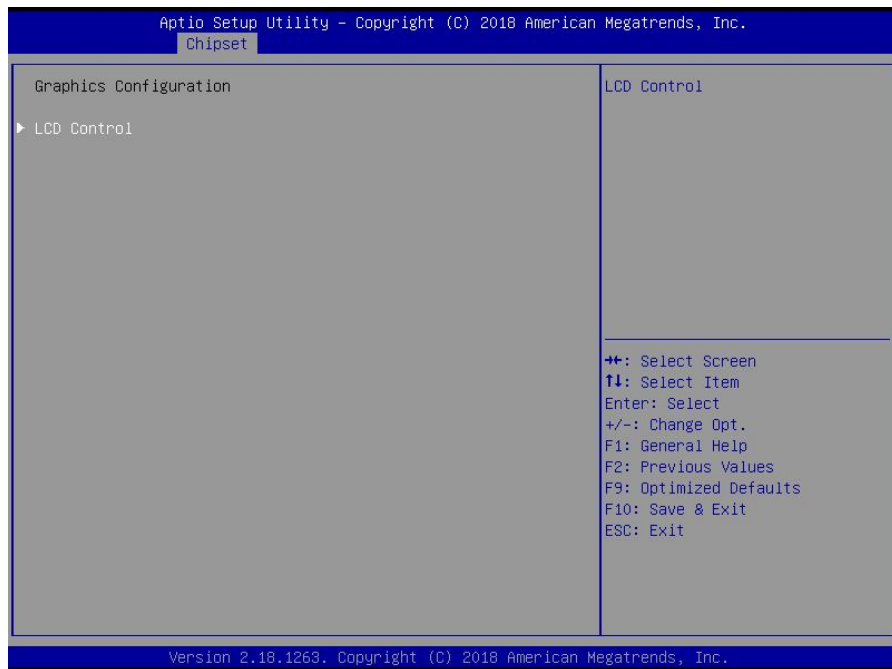 Aptio Setup Utility – Copyright (C) 2018 American Megatrends, Inc.
Chipset
Graphics Configuration
LCD Control
LCD Control
→←: Select Screen
↑↓: Select Item
Enter: Select
+/-: Change Opt.
F1: General Help
F2: Previous Values
F9: Optimized Defaults
F10: Save & Exit
ESC: Exit
Version 2.18.1263. Copyright (C) 2018 American Megatrends, Inc.